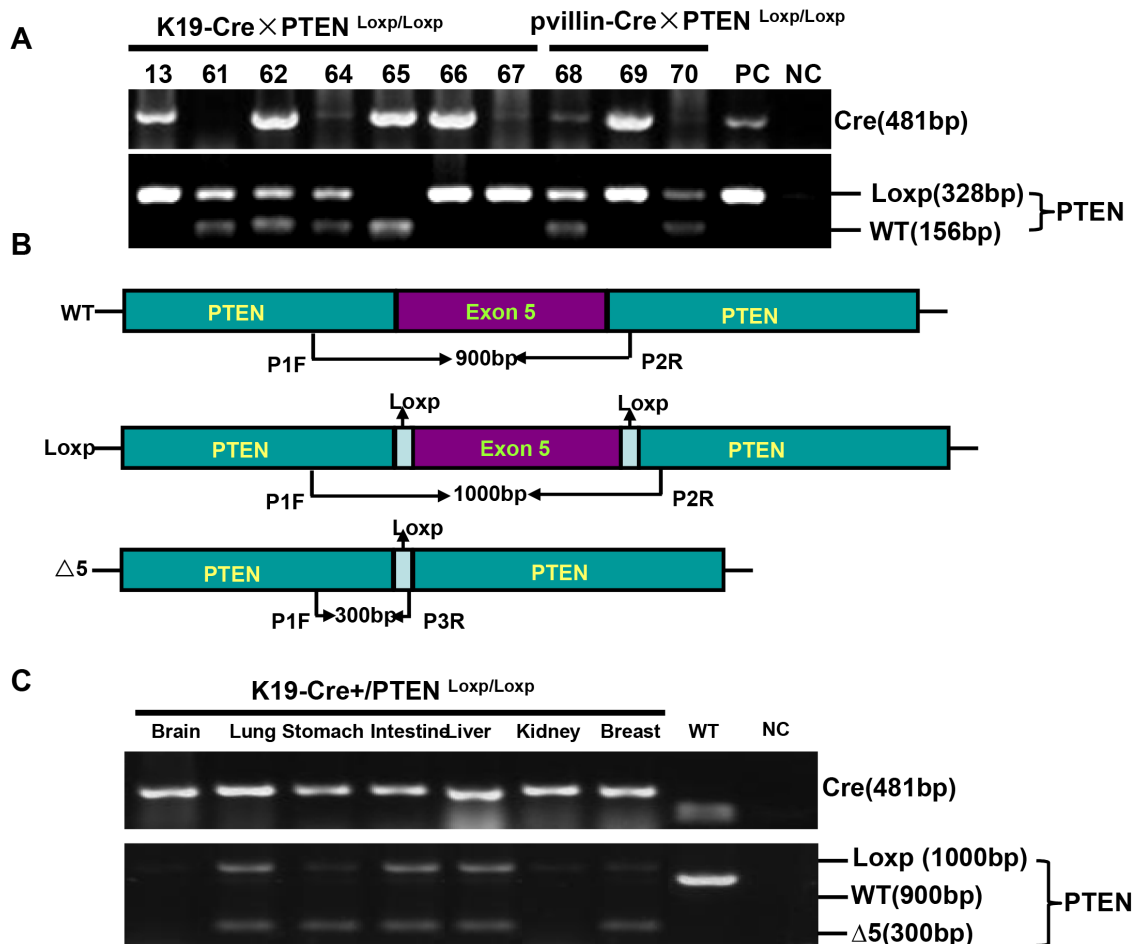 A
K19-Cre×PTEN Loxp/Loxp
pvillin-Cre×PTEN Loxp/Loxp
13 61 62 64 65 66 67 68 69 70 PC NC
Cre(481bp)
Loxp(328bp)
PTEN
WT(156bp)
B
WT
PTEN
Exon 5
PTEN
P1F
900bp
P2R
Loxp
Loxp
Loxp
PTEN
Exon 5
PTEN
P1F
1000bp
P2R
Loxp
△5
PTEN
PTEN
P1F
300bp
P3R
C
K19-Cre+/PTEN Loxp/Loxp
Brain Lung Stomach Intestine Liver Kidney Breast WT NC
Cre(481bp)
Loxp (1000bp)
WT(900bp)
PTEN
Δ5(300bp)